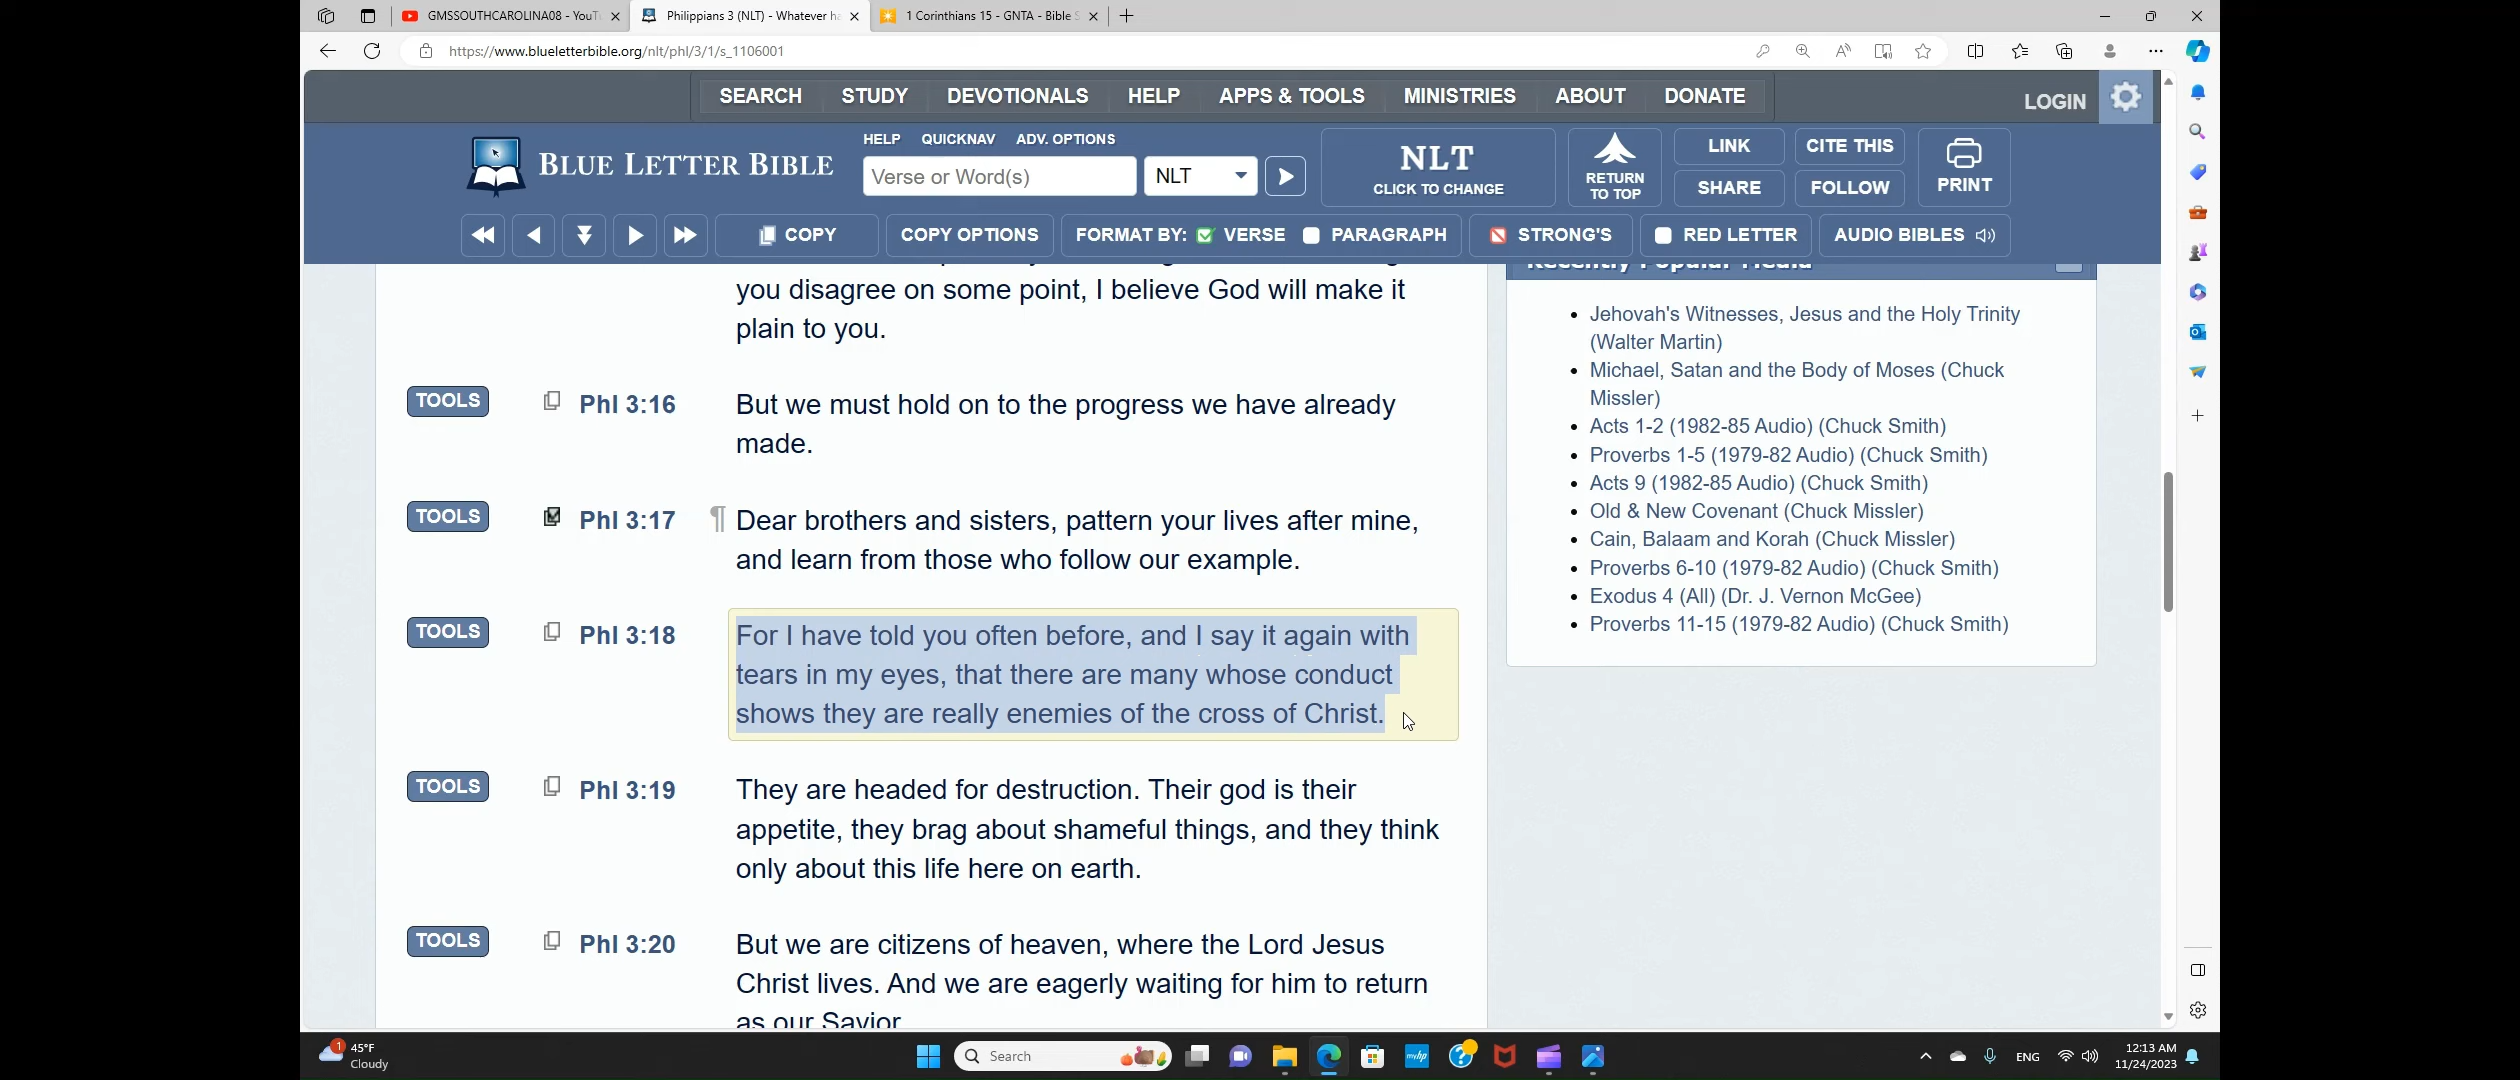 GMSSOUTHCAROLINA08 - YouT
Philippians 3 (NLT) - Whatever ha
1 Corinthians 15 - GNTA - Bible S
https://www.blueletterbible.org/nlt/phl/3/1/s_1106001
SEARCH STUDY DEVOTIONALS HELP APPS & TOOLS MINISTRIES ABOUT DONATE
LOGIN
BLUE LETTER BIBLE
HELP QUICKNAV ADV. OPTIONS
Verse or Word(s)
NLT
NLT
CLICK TO CHANGE
RETURN
TO TOP
LINK
CITE THIS
SHARE
FOLLOW
PRINT
COPY COPY OPTIONS FORMAT BY: VERSE PARAGRAPH STRONG'S RED LETTER AUDIO BIBLES
you disagree on some point, I believe God will make it
plain to you.
TOOLS Phl 3:16 But we must hold on to the progress we have already
made.
TOOLS Phl 3:17 ¶ Dear brothers and sisters, pattern your lives after mine,
and learn from those who follow our example.
TOOLS Phl 3:18 For I have told you often before, and I say it again with
tears in my eyes, that there are many whose conduct
shows they are really enemies of the cross of Christ.
TOOLS Phl 3:19 They are headed for destruction. Their god is their
appetite, they brag about shameful things, and they think
only about this life here on earth.
TOOLS Phl 3:20 But we are citizens of heaven, where the Lord Jesus
Christ lives. And we are eagerly waiting for him to return
as our Savior
Recently Popular Media
Jehovah's Witnesses, Jesus and the Holy Trinity
(Walter Martin)
Michael, Satan and the Body of Moses (Chuck
Missler)
Acts 1-2 (1982-85 Audio) (Chuck Smith)
Proverbs 1-5 (1979-82 Audio) (Chuck Smith)
Acts 9 (1982-85 Audio) (Chuck Smith)
Old & New Covenant (Chuck Missler)
Cain, Balaam and Korah (Chuck Missler)
Proverbs 6-10 (1979-82 Audio) (Chuck Smith)
Exodus 4 (All) (Dr. J. Vernon McGee)
Proverbs 11-15 (1979-82 Audio) (Chuck Smith)
1
45°F
Cloudy
Search
myhp
ENG
12:13 AM
11/24/2023